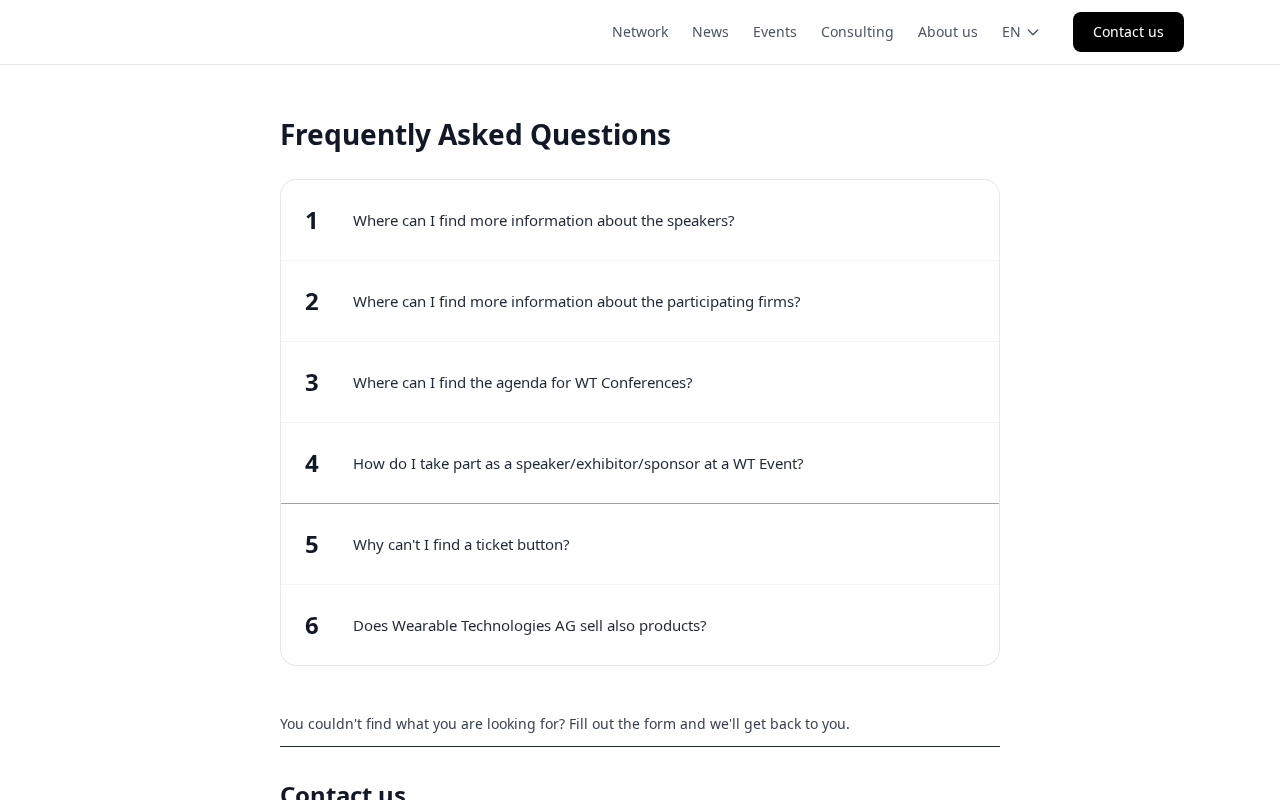 Network News Events Consulting About us EN Contact us
Frequently Asked Questions
1 Where can I find more information about the speakers?
2 Where can I find more information about the participating firms?
3 Where can I find the agenda for WT Conferences?
4 How do I take part as a speaker/exhibitor/sponsor at a WT Event?
5 Why can't I find a ticket button?
6 Does Wearable Technologies AG sell also products?
You couldn't find what you are looking for? Fill out the form and we'll get back to you.
Contact us